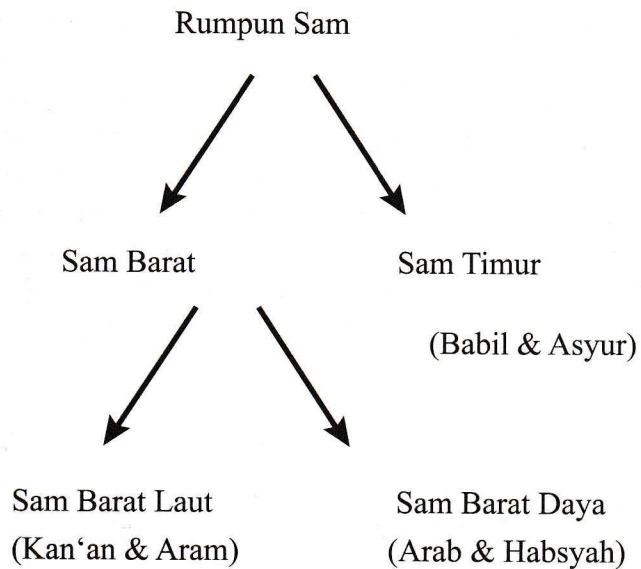 Rumpun Sam
Sam Barat
Sam Timur
(Babil & Asyur)
Sam Barat Laut
(Kan‘an & Aram)
Sam Barat Daya
(Arab & Habsyah)